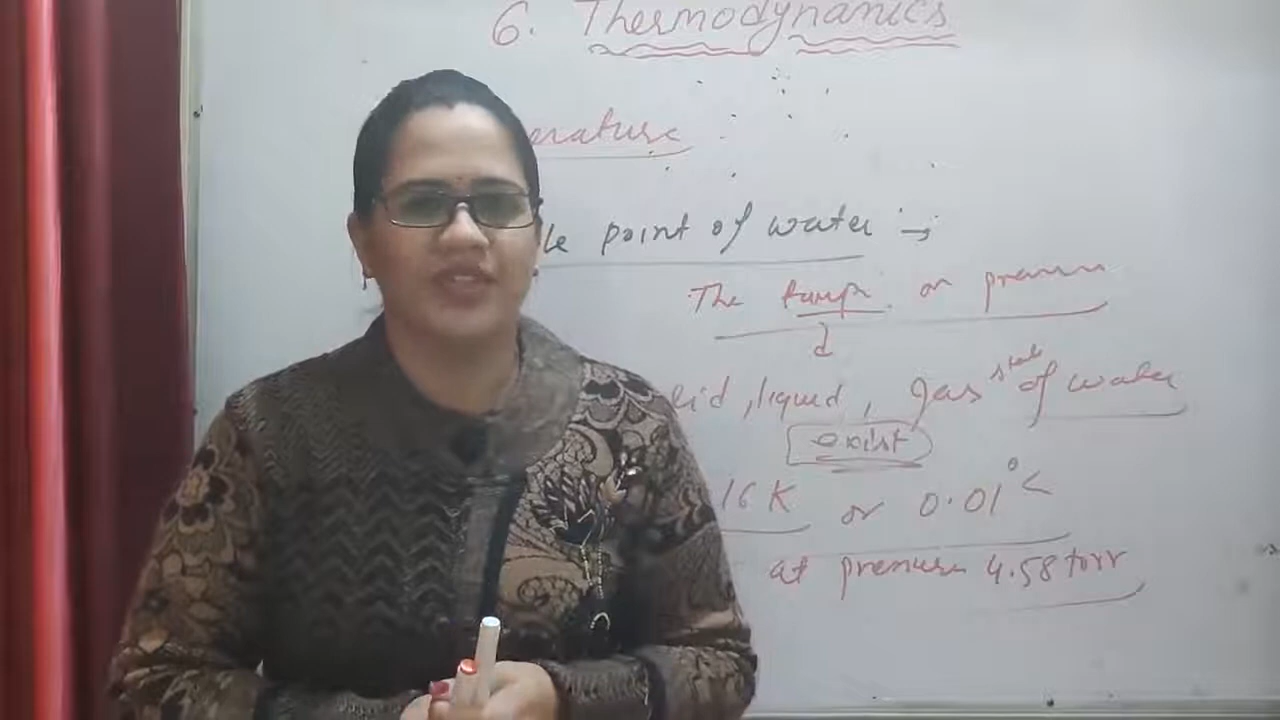 6. Thermodynamics
erature
le point of water :→
The temp. or pressure
lid, liquid, gas state of water
exist
16 K or 0.01°C
at pressure 4.58 torr